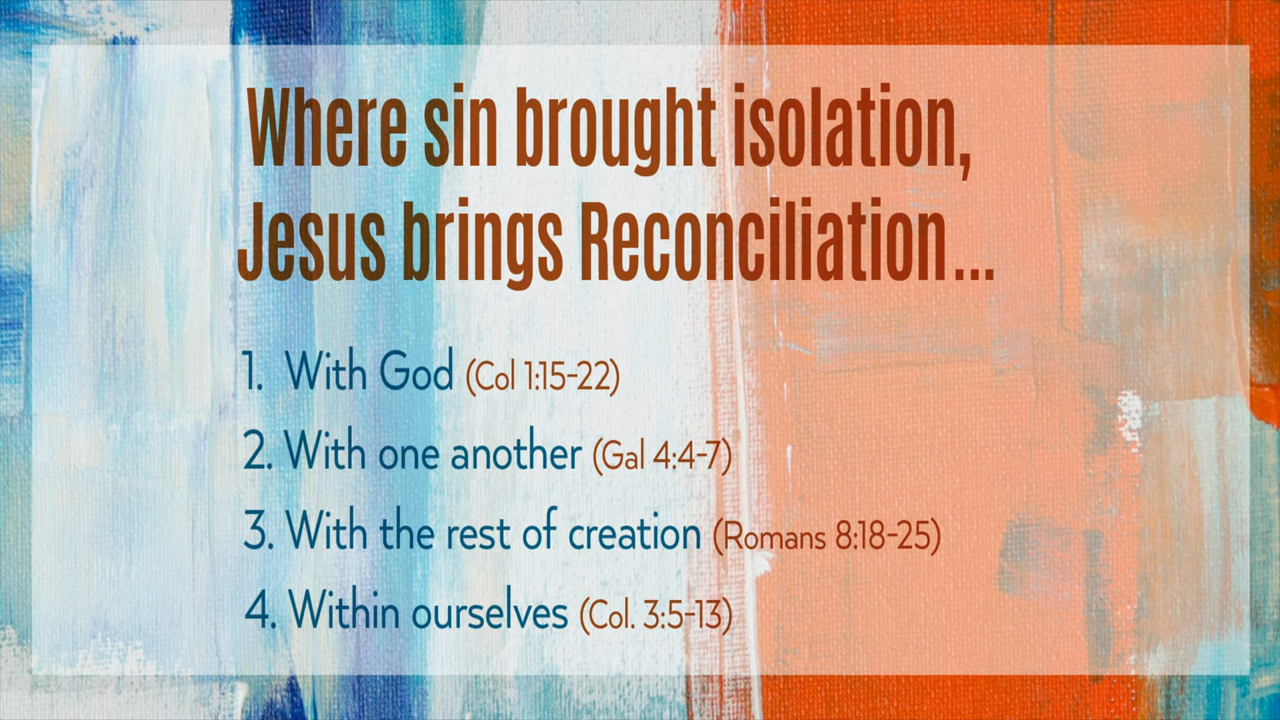 Where sin brought isolation,
Jesus brings Reconciliation...
1. With God (Col 1:15-22)
2. With one another (Gal 4:4-7)
3. With the rest of creation (Romans 8:18-25)
4. Within ourselves (Col. 3:5-13)